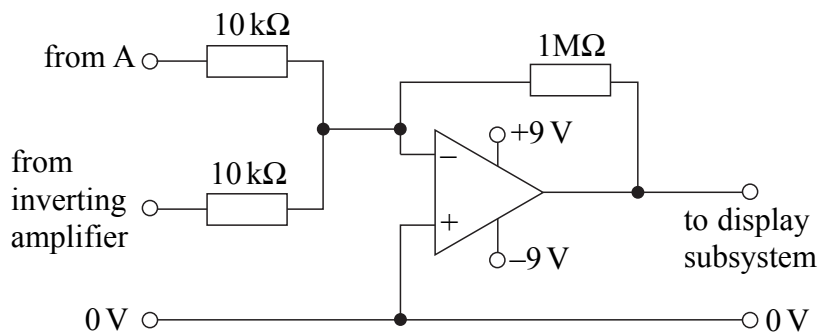 10 kΩ
from A
1MΩ
+9 V
from
inverting
amplifier
10 kΩ
−
+
to display
subsystem
–9 V
0 V
0 V